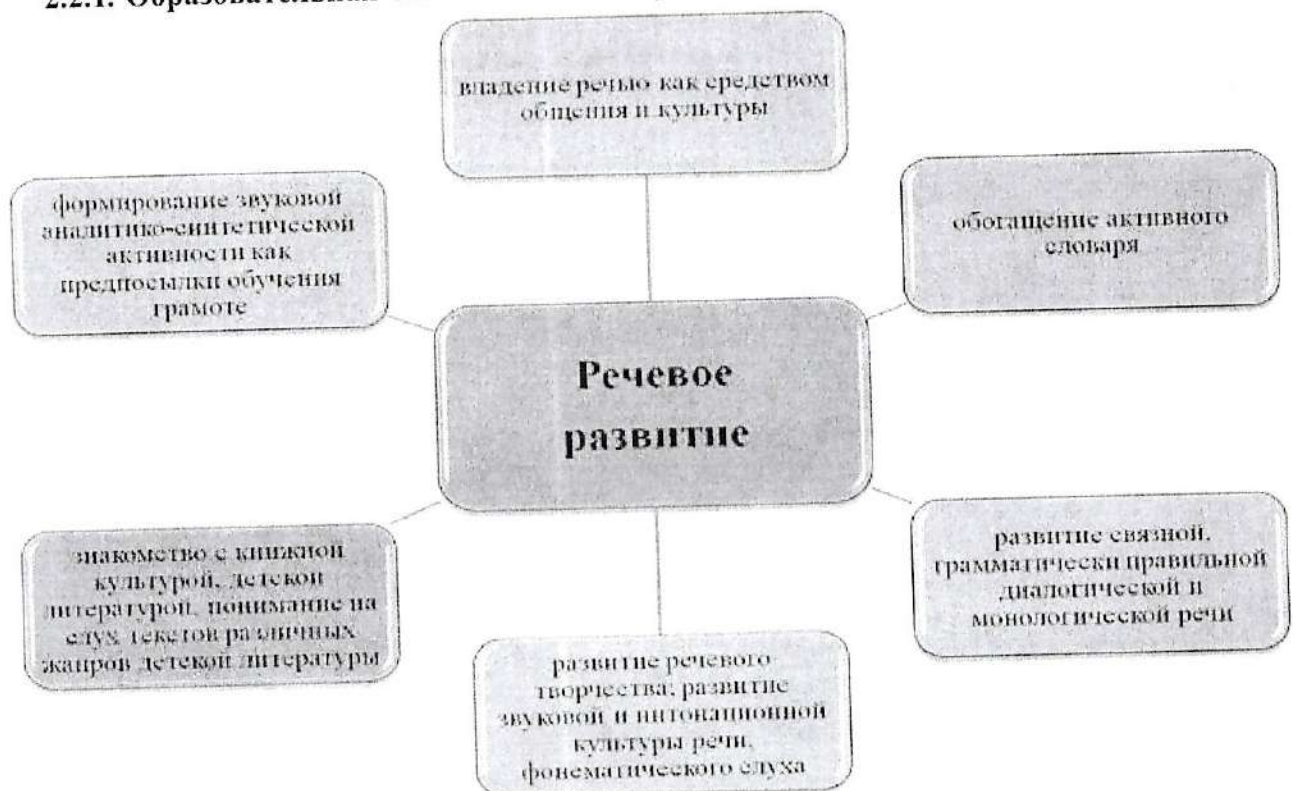 2.2.1. Образовательная
владение речью как средством
общения и культуры
обогащение активного
словаря
развитие связной,
грамматически правильной
диалогической и
монологической речи
развитие речевого
творчества; развитие
звуковой и интонационной
культуры речи,
фонематического слуха
знакомство с книжной
культурой, детской
литературой, понимание на
слух текстов различных
жанров детской литературы
формирование звуковой
аналитико-синтетической
активности как
предпосылки обучения
грамоте
Речевое
развитие